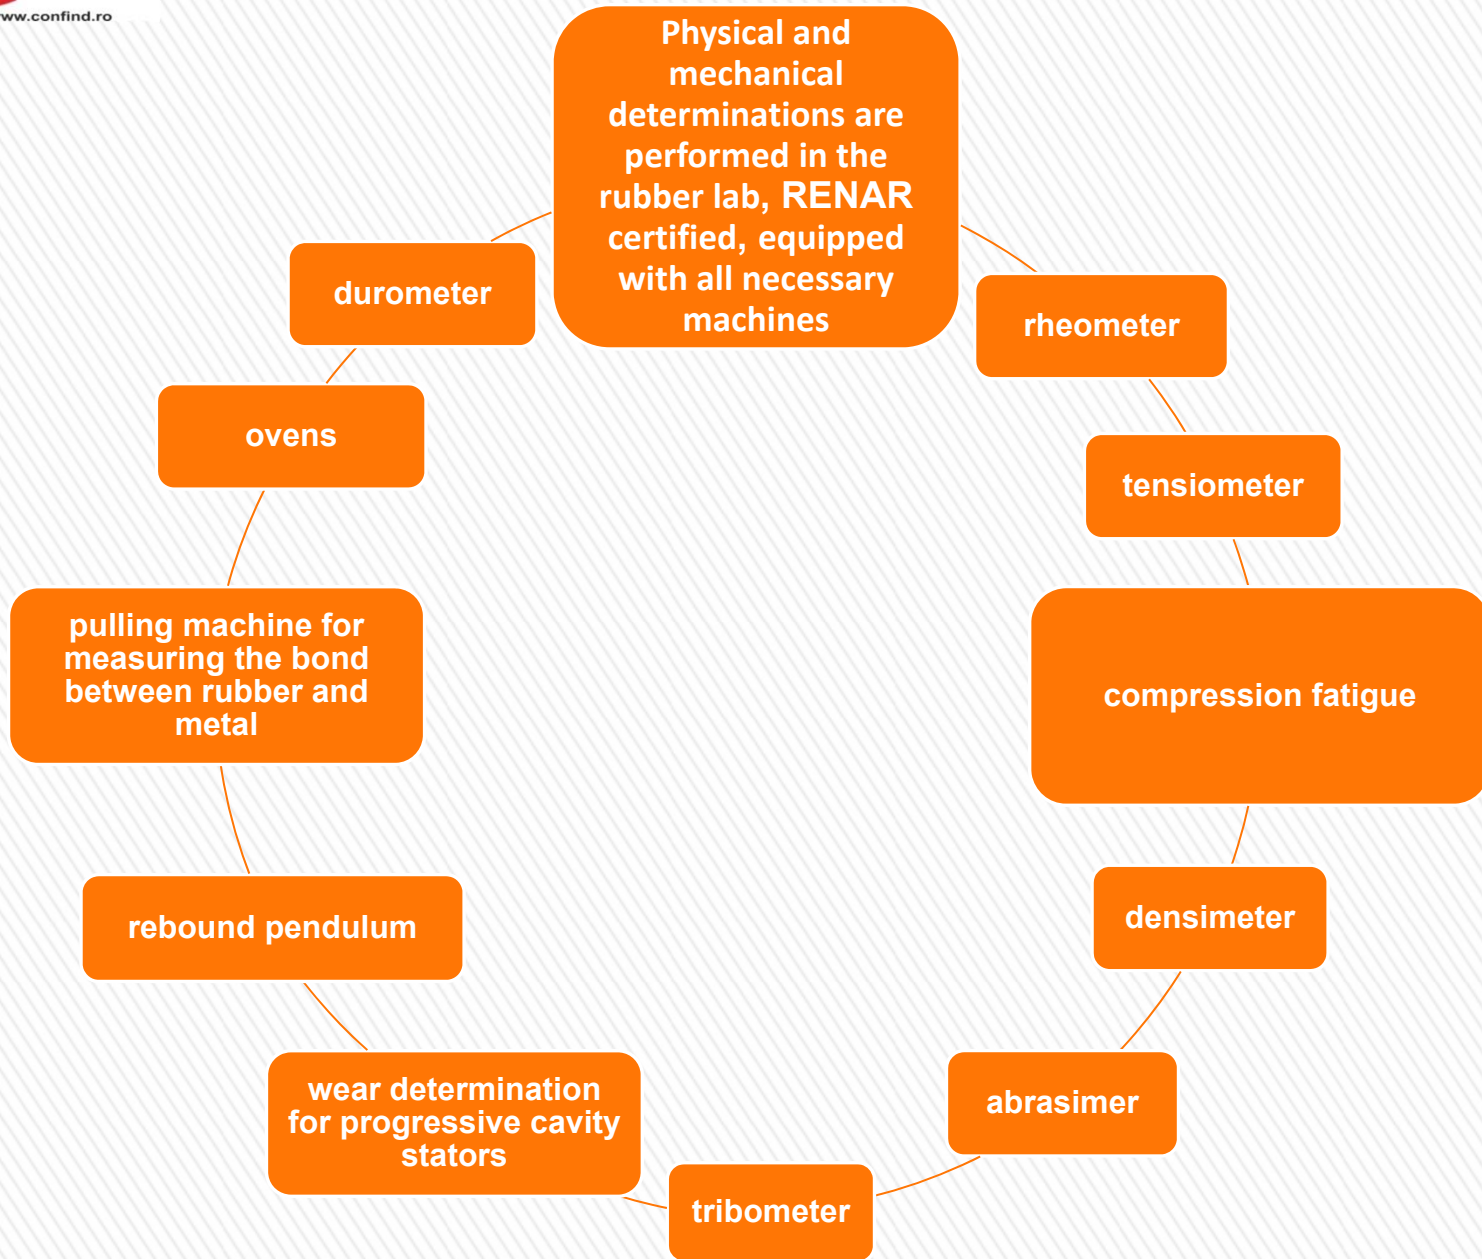 ww.confind.ro
Physical and
mechanical
determinations are
performed in the
rubber lab, RENAR
certified, equipped
with all necessary
machines
rheometer
tensiometer
compression fatigue
densimeter
abrasimer
tribometer
wear determination
for progressive cavity
stators
rebound pendulum
pulling machine for
measuring the bond
between rubber and
metal
ovens
durometer